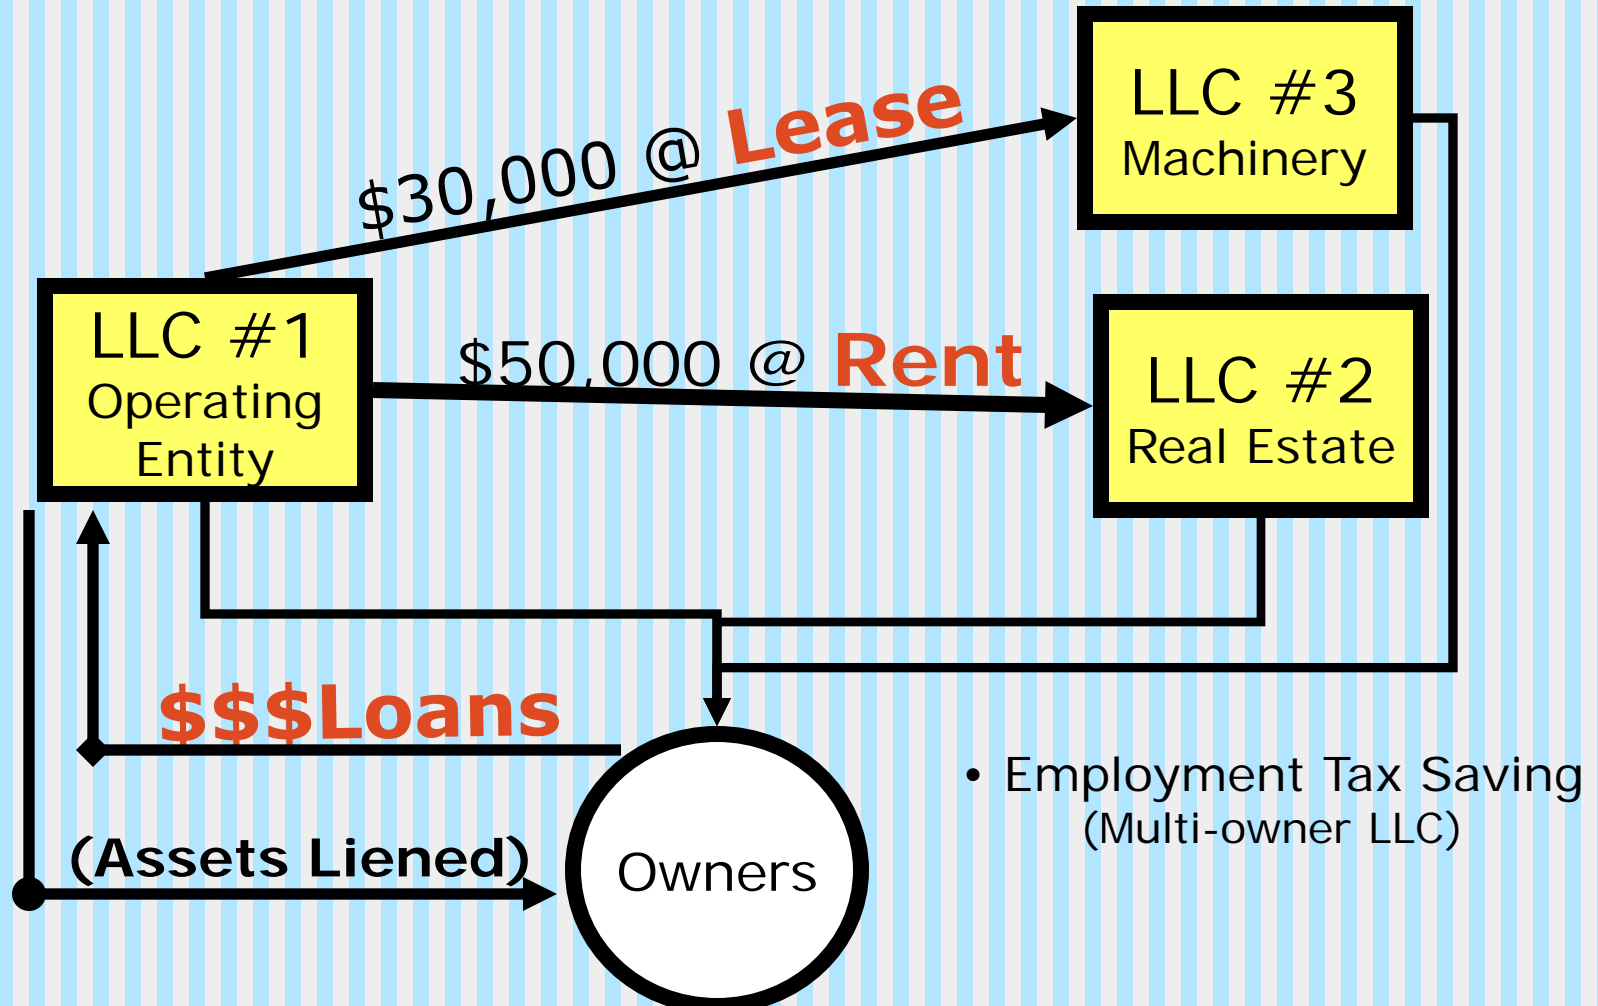 LLC #3
Machinery
$30,000 @ Lease
LLC #1
Operating
Entity
$50,000 @ Rent
LLC #2
Real Estate
$$$Loans
(Assets Liened)
Owners
• Employment Tax Saving
(Multi-owner LLC)